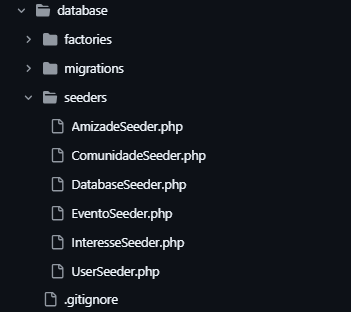 database
factories
migrations
seeders
AmizadeSeeder.php
ComunidadeSeeder.php
DatabaseSeeder.php
EventoSeeder.php
InteresseSeeder.php
UserSeeder.php
.gitignore